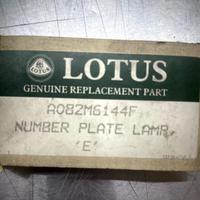 LOTUS
LOTUS
GENUINE REPLACEMENT PART
A082M6144F
NUMBER PLATE LAMP,
'E'